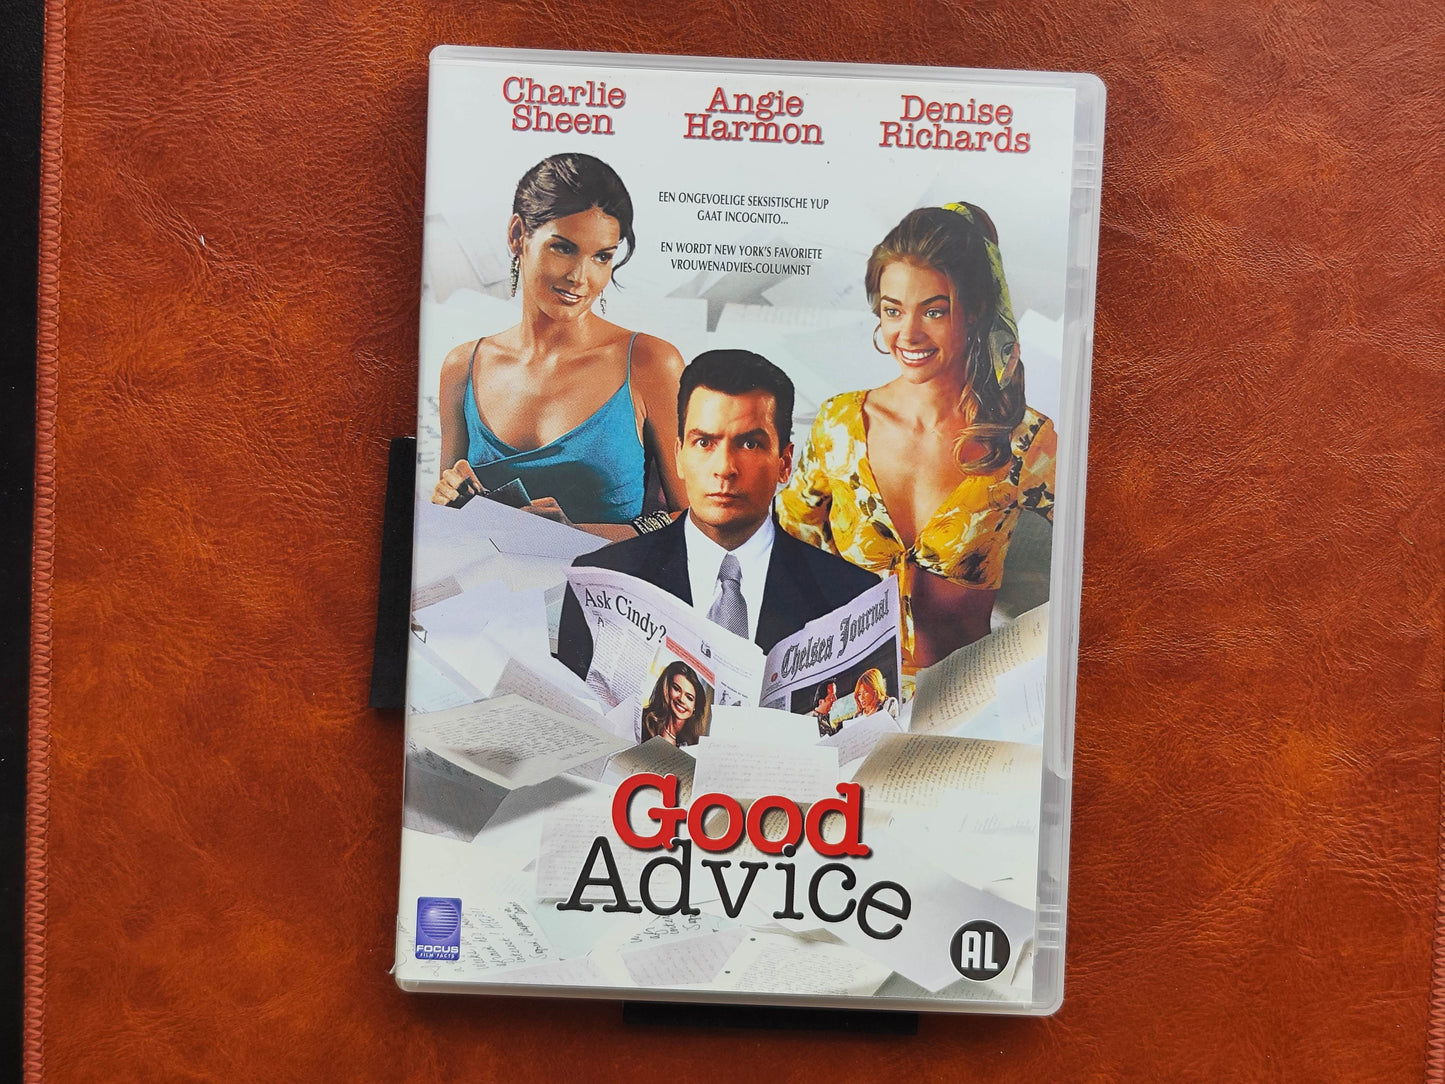 Charlie
Sheen
Angie
Harmon
Denise
Richards
EEN ONGEVOELIGE SEKSISTISCHE YUP
GAAT INCOGNITO...
EN WORDT NEW YORK'S FAVORIETE
VROUWENADVIES-COLUMNIST
Ask Cindy?
Chelsea Journal
Good
Advice
FOCUS
FILM FACTS
AL